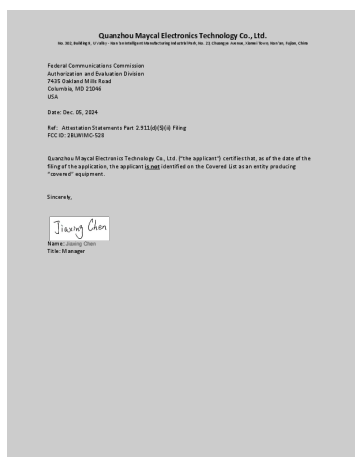 Quanzhou Maycal Electronics Technology Co., Ltd.
Federal Communications Commission
Authorization and Evaluation Division
7435 Oakland Mills Road
Columbia, MD 21046
USA
Date: Dec. 05, 2024
Ref: Attestation Statements Part 2.911(d)(5)(ii) Filing
FCC ID: 2BLWIMC-528
Quanzhou Maycal Electronics Technology Co., Ltd. ("the applicant") certifies that, as of the date of the
filing of the application, the applicant is not identified on the Covered List as an entity producing
"covered" equipment.
Sincerely,
Jiaxing Chen
Name: Jiaxing Chen
Title: Manager